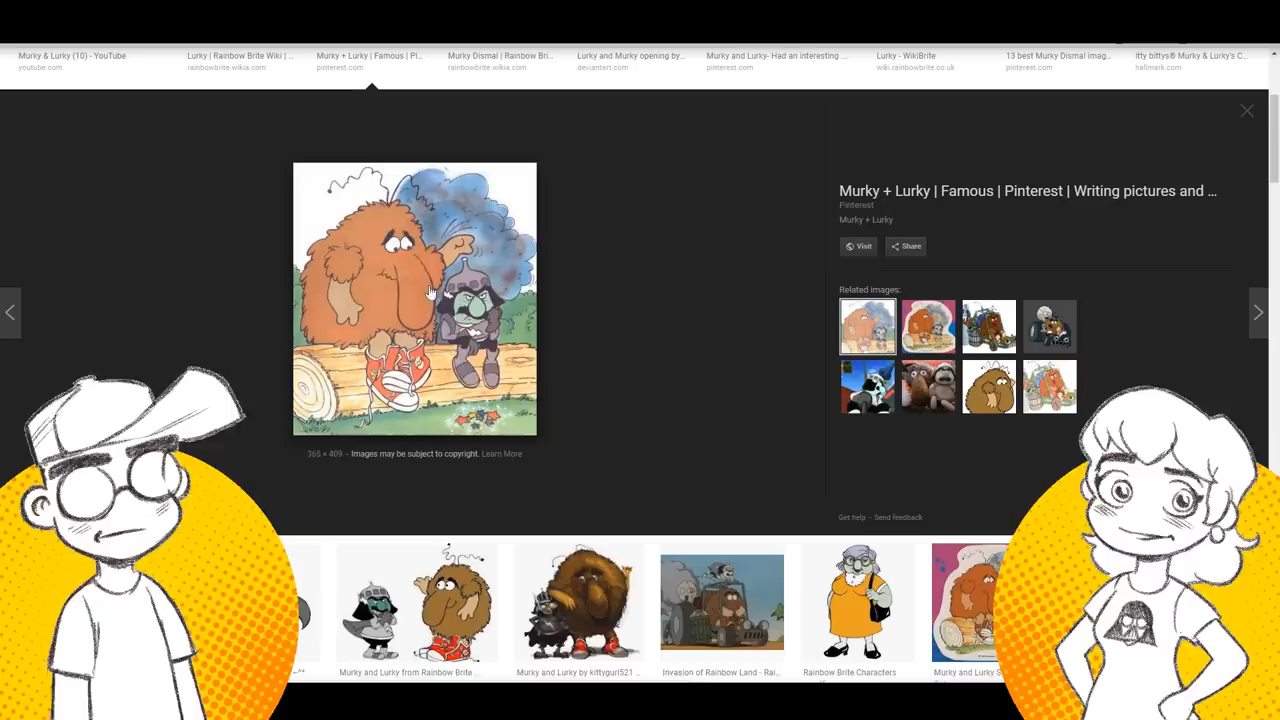 Murky & Lurky (10) - YouTube
youtube.com
Lurky | Rainbow Brite Wiki | ...
rainbowbrite.wikia.com
Murky + Lurky | Famous | Pi...
pinterest.com
Murky Dismal | Rainbow Bri...
rainbowbrite.wikia.com
Lurky and Murky opening by...
deviantart.com
Murky and Lurky- Had an interesting ...
pinterest.com
Lurky - WikiBrite
wiki.rainbowbrite.co.uk
13 best Murky Dismal imag...
pinterest.com
itty bittys® Murky & Lurky's C...
hallmark.com
Murky + Lurky | Famous | Pinterest | Writing pictures and ...
Pinterest
Murky + Lurky
Visit
Share
Related images:
365 × 409 - Images may be subject to copyright. Learn More
Get help - Send feedback
Murky and Lurky from Rainbow Brite ...
Murky and Lurky by kittygurl521 ...
Invasion of Rainbow Land - Rai...
Rainbow Brite Characters
Murky and Lurky S